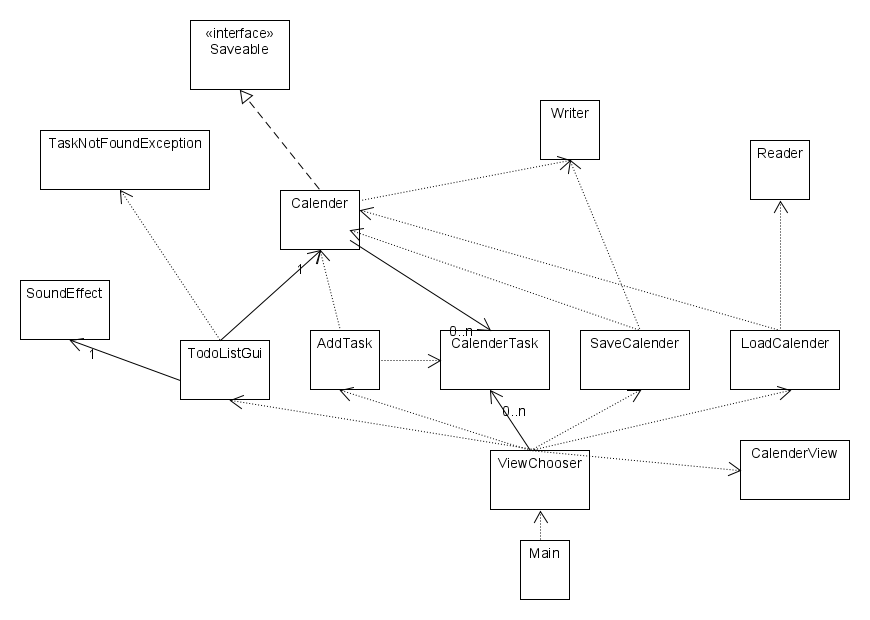 «interface»
Saveable
Writer
TaskNotFoundException
Reader
Calender
1
SoundEffect
0..n
1
TodoListGui
AddTask
CalenderTask
SaveCalender
LoadCalender
0..n
ViewChooser
CalenderView
Main